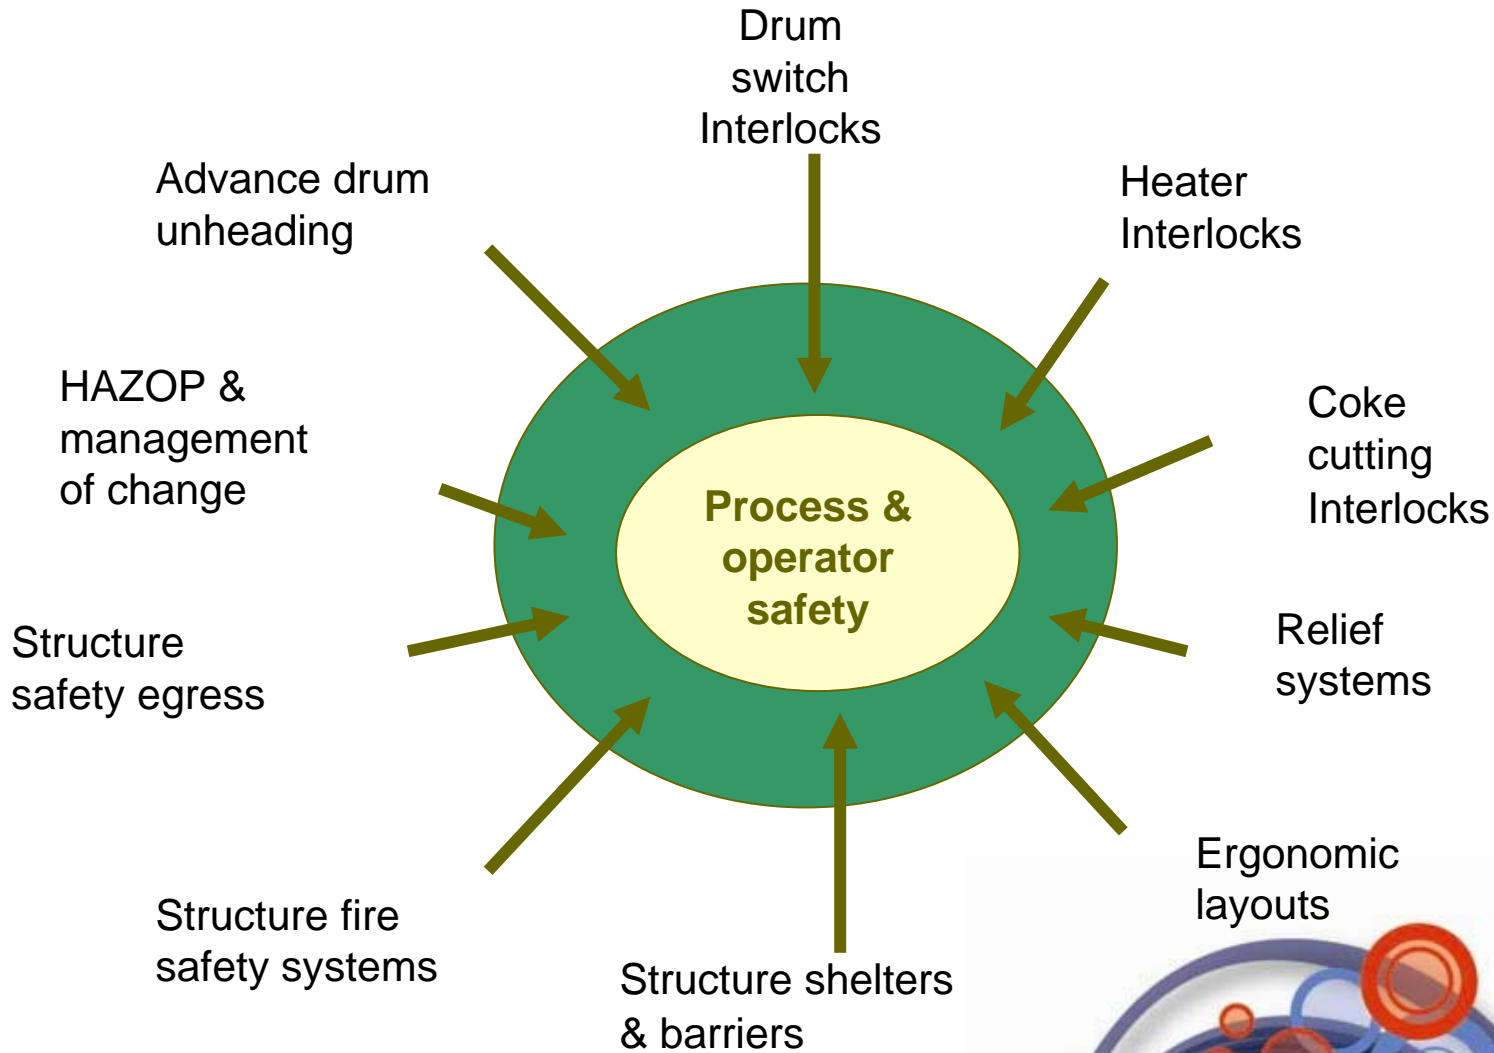 Drum
switch
Interlocks
Advance drum
unheading
Heater
Interlocks
HAZOP &
management
of change
Coke
cutting
Interlocks
Process &
operator
safety
Structure
safety egress
Relief
systems
Ergonomic
layouts
Structure fire
safety systems
Structure shelters
& barriers